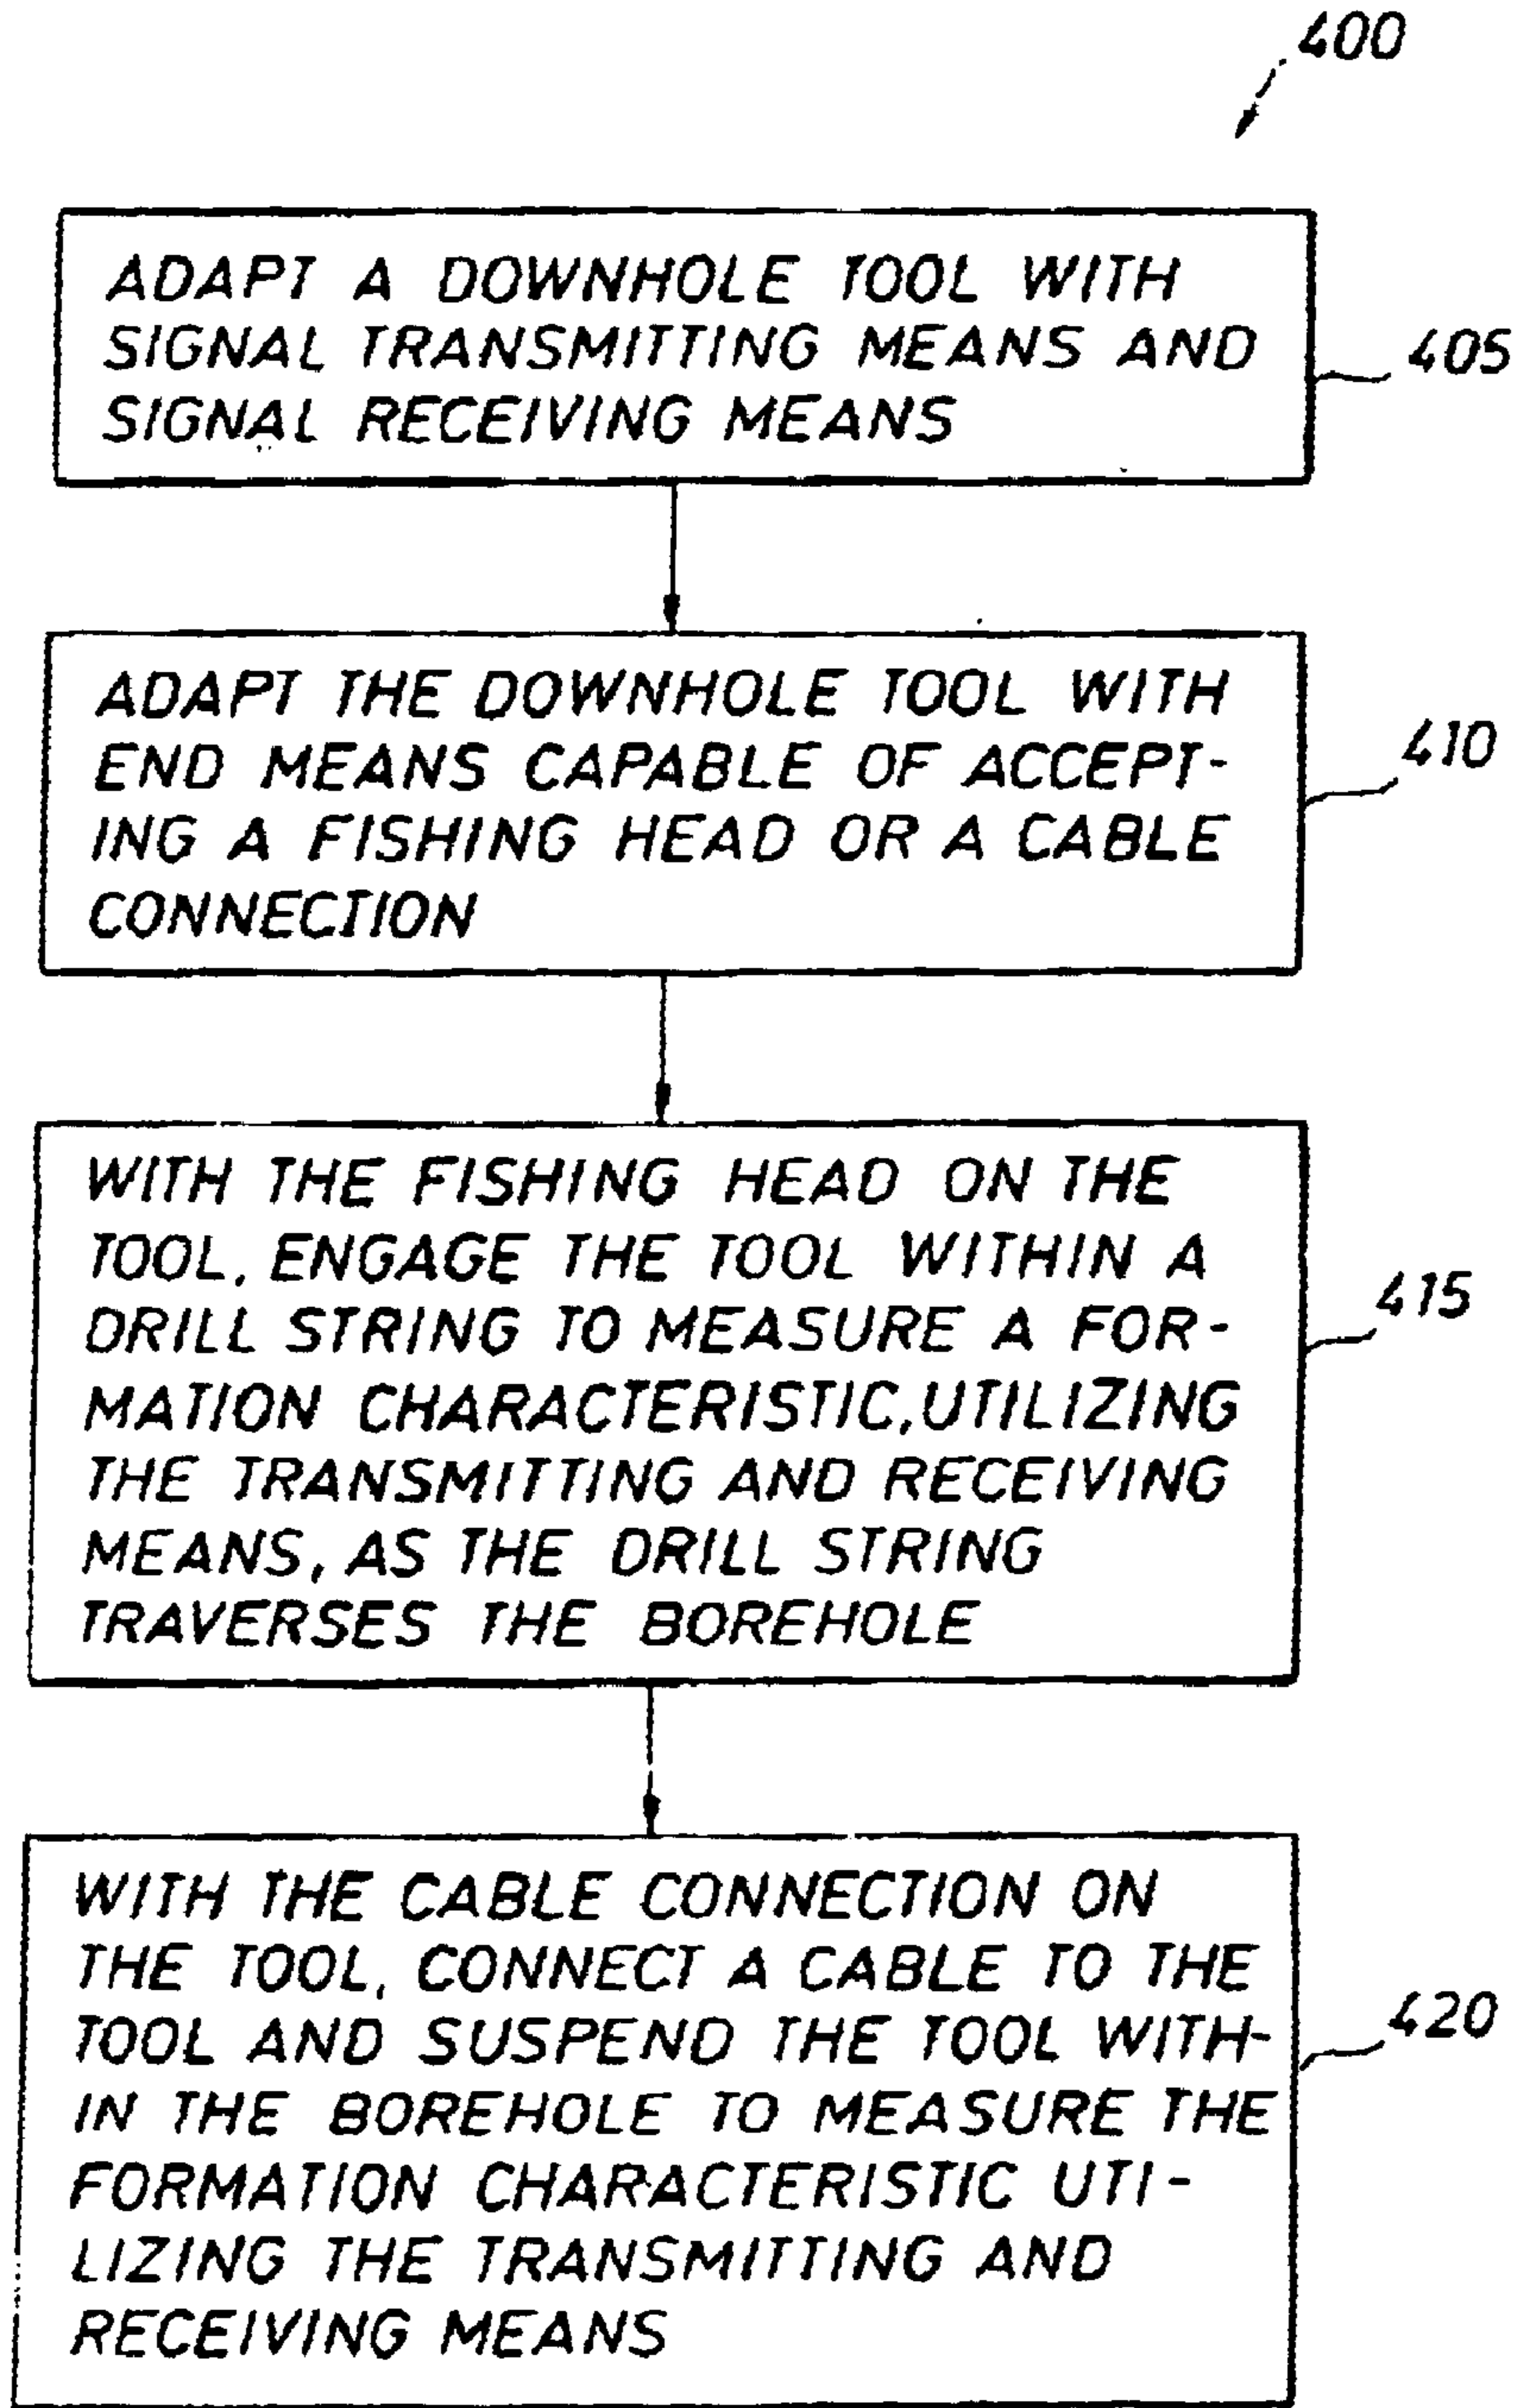 400
ADAPT A DOWNHOLE TOOL WITH
SIGNAL TRANSMITTING MEANS AND
SIGNAL RECEIVING MEANS
405
ADAPT THE DOWNHOLE TOOL WITH
END MEANS CAPABLE OF ACCEPT-
ING A FISHING HEAD OR A CABLE
CONNECTION
410
WITH THE FISHING HEAD ON THE
TOOL, ENGAGE THE TOOL WITHIN A
DRILL STRING TO MEASURE A FOR-
MATION CHARACTERISTIC, UTILIZING
THE TRANSMITTING AND RECEIVING
MEANS, AS THE DRILL STRING
TRAVERSES THE BOREHOLE
415
WITH THE CABLE CONNECTION ON
THE TOOL, CONNECT A CABLE TO THE
TOOL AND SUSPEND THE TOOL WITH-
IN THE BOREHOLE TO MEASURE THE
FORMATION CHARACTERISTIC UTI-
LIZING THE TRANSMITTING AND
RECEIVING MEANS
420